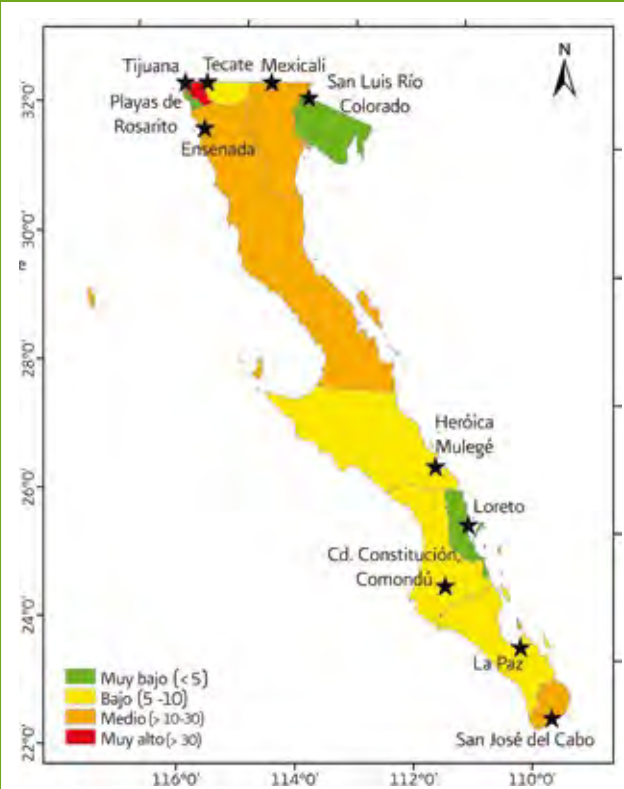 N
Tijuana
Tecate
Mexicali
San Luis Río
Colorado
Playas de
Rosarito
Ensenada
Heróica
Mulegé
Loreto
Cd. Constitución,
Comondú
La Paz
San José del Cabo
32°0'
30°0'
28°0'
26°0'
24°0'
22°0'
Muy bajo (< 5)
Bajo (5 -10)
Medio (> 10-30)
Muy alto (> 30)
116°0'
114°0'
112°0'
110°0'